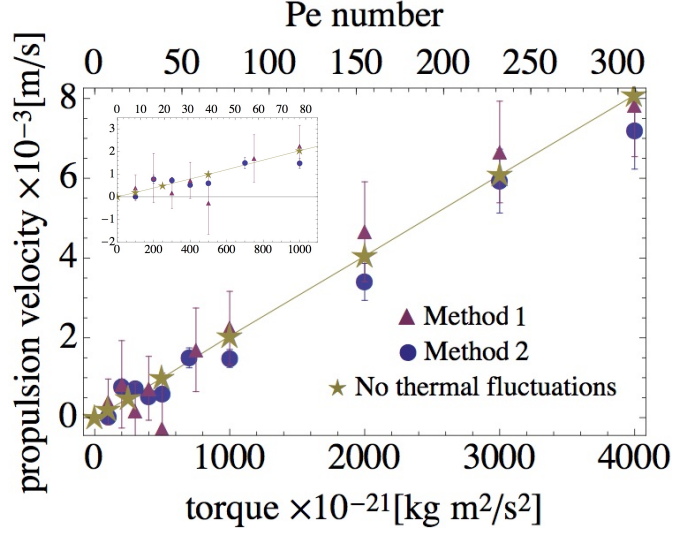 Pe number
0 50 100 150 200 250 310
propulsion velocity ×10⁻³[m/s]
8
6
4
2
0
0 10 20 30 40 50 60 70 80
3
2
1
0
−1
−2
0 200 400 600 800 1000
Method 1
Method 2
No thermal fluctuations
0 1000 2000 3000 4000
torque ×10⁻²¹[kg m²/s²]